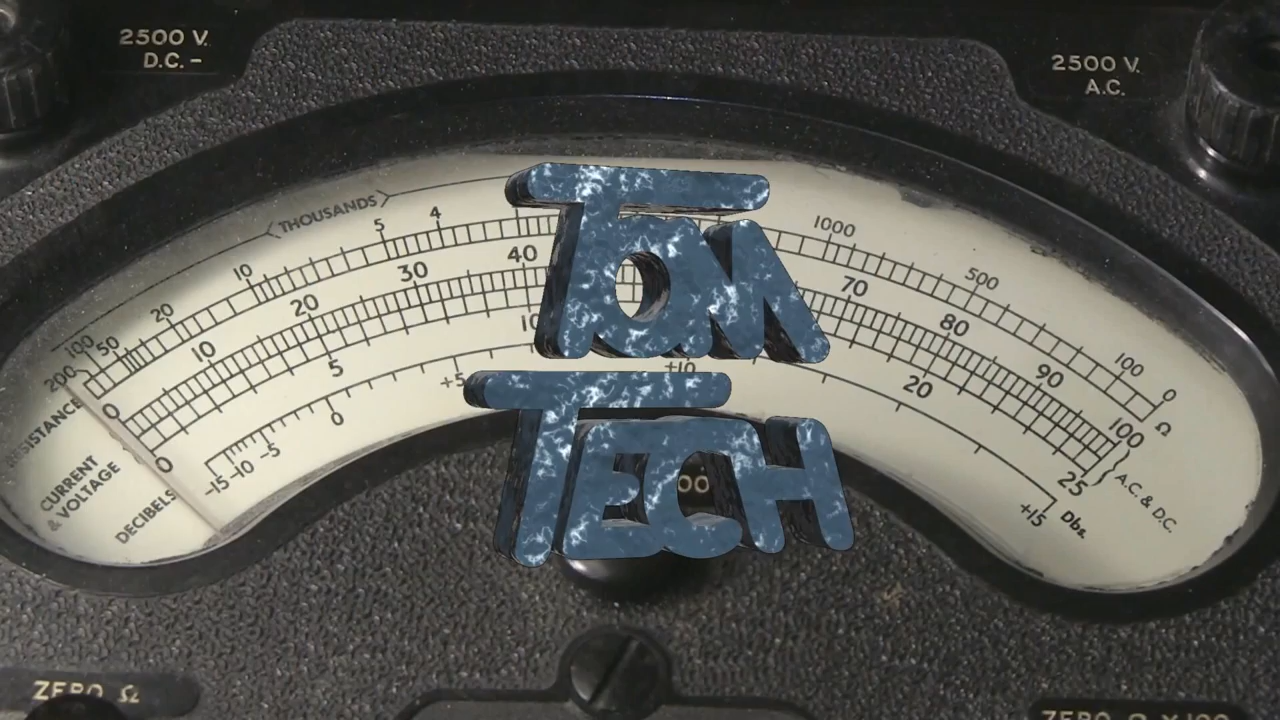 2500 V.
D.C. –
2500 V.
A.C.
TOM
TECH
THOUSANDS
200 100 50 20 10 5 4 1000 500 100 0 Ω
0 10 20 30 40 70 80 90 100
0 5 10 20 25
A.C. & D.C.
-15 -10 -5 0 +5 +10 +15 Dbs.
RESISTANCE
CURRENT
& VOLTAGE
DECIBELS
ZERO Ω